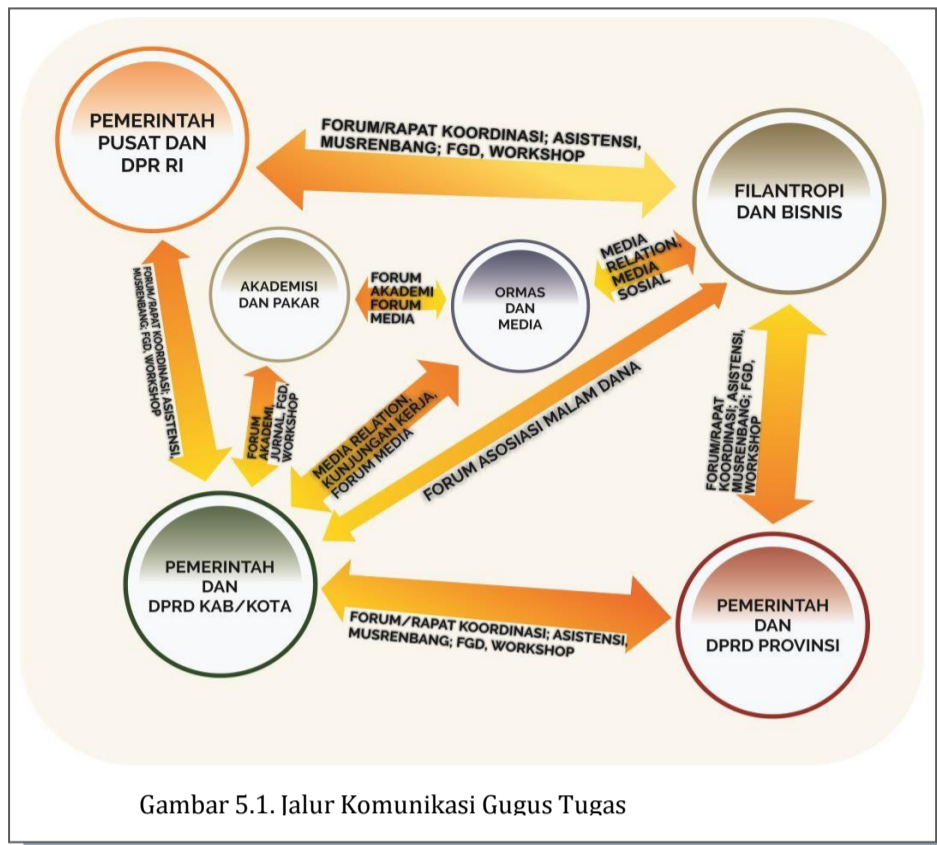 PEMERINTAH
PUSAT DAN
DPR RI
FORUM/RAPAT KOORDINASI; ASISTENSI,
MUSRENBANG; FGD, WORKSHOP
FILANTROPI
DAN BISNIS
AKADEMISI
DAN PAKAR
FORUM
AKADEMI
FORUM
MEDIA
ORMAS
DAN
MEDIA
MEDIA
RELATION,
MEDIA
SOSIAL
FORUM/RAPAT KOORDINASI; ASISTENSI,
MUSRENBANG; FGD, WORKSHOP
FORUM
AKADEMI,
JURNAL, FGD,
WORKSHOP
MEDIA RELATION,
KUNJUNGAN KERJA,
FORUM MEDIA
FORUM ASOSIASI MALAM DANA
FORUM/RAPAT
KOORDINASI; ASISTENSI,
MUSRENBANG; FGD,
WORKSHOP
PEMERINTAH
DAN
DPRD KAB/KOTA
FORUM/RAPAT KOORDINASI; ASISTENSI,
MUSRENBANG; FGD, WORKSHOP
PEMERINTAH
DAN
DPRD PROVINSI
Gambar 5.1. Jalur Komunikasi Gugus Tugas